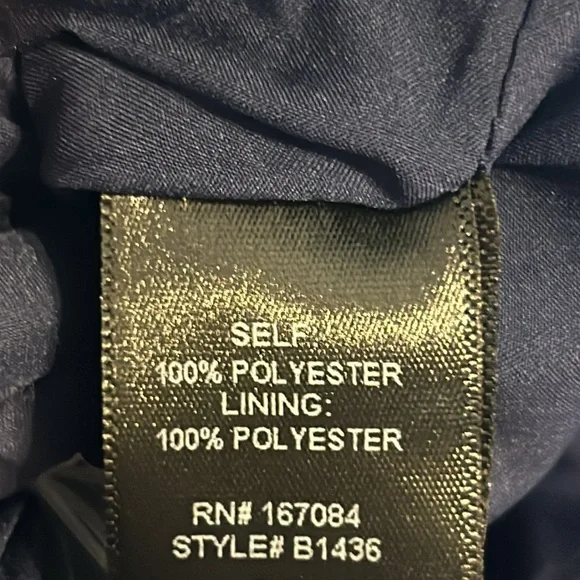 SELF:
100% POLYESTER
LINING:
100% POLYESTER
RN# 167084
STYLE# B1436